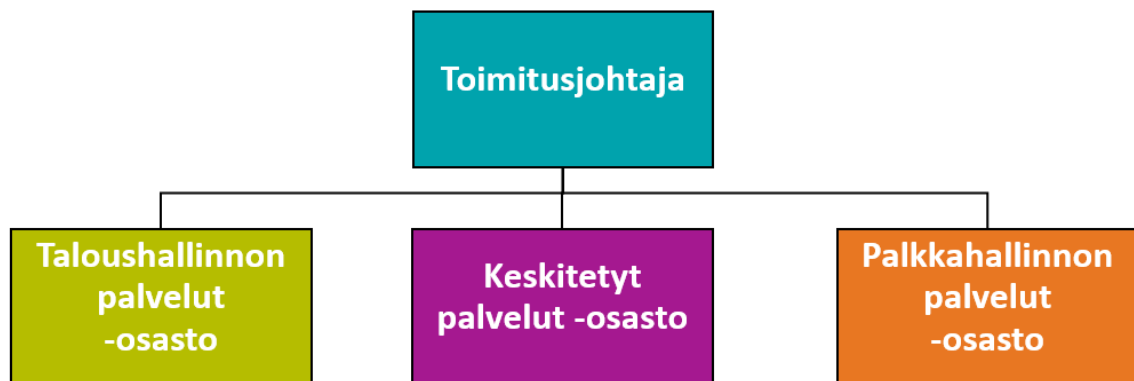 Toimitusjohtaja
Taloushallinnon
palvelut
-osasto
Keskitetyt
palvelut -osasto
Palkkahallinnon
palvelut
-osasto